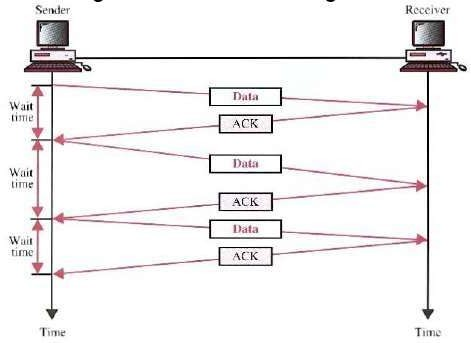 Sender
Receiver
Data
Wait
time
ACK
Data
Wait
time
ACK
Data
Wait
time
ACK
Time
Time